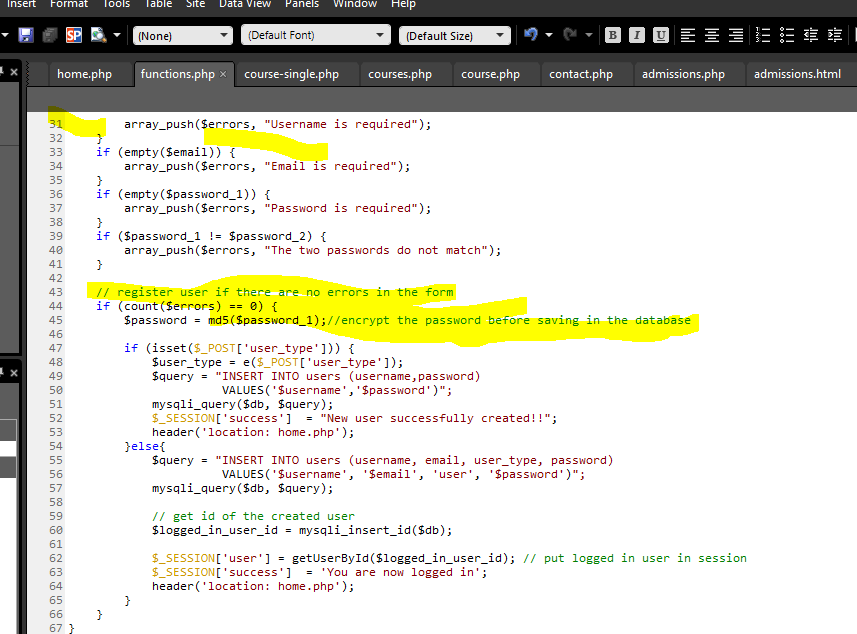 Insert Format Tools Table Site Data View Panels Window Help
SP (None) (Default Font) (Default Size) B I U
home.php functions.php × course-single.php courses.php course.php contact.php admissions.php admissions.html
31 array_push($errors, "Username is required");
32 }
33 if (empty($email)) {
34 array_push($errors, "Email is required");
35 }
36 if (empty($password_1)) {
37 array_push($errors, "Password is required");
38 }
39 if ($password_1 != $password_2) {
40 array_push($errors, "The two passwords do not match");
41 }
42
43 // register user if there are no errors in the form
44 if (count($errors) == 0) {
45 $password = md5($password_1);//encrypt the password before saving in the database
46
47 if (isset($_POST['user_type'])) {
48 $user_type = e($_POST['user_type']);
49 $query = "INSERT INTO users (username,password)
50 VALUES('$username','$password')";
51 mysqli_query($db, $query);
52 $_SESSION['success'] = "New user successfully created!!";
53 header('location: home.php');
54 }else{
55 $query = "INSERT INTO users (username, email, user_type, password)
56 VALUES('$username', '$email', 'user', '$password')";
57 mysqli_query($db, $query);
58
59 // get id of the created user
60 $logged_in_user_id = mysqli_insert_id($db);
61
62 $_SESSION['user'] = getUserById($logged_in_user_id); // put logged in user in session
63 $_SESSION['success'] = 'You are now logged in';
64 header('location: home.php');
65 }
66 }
67 }